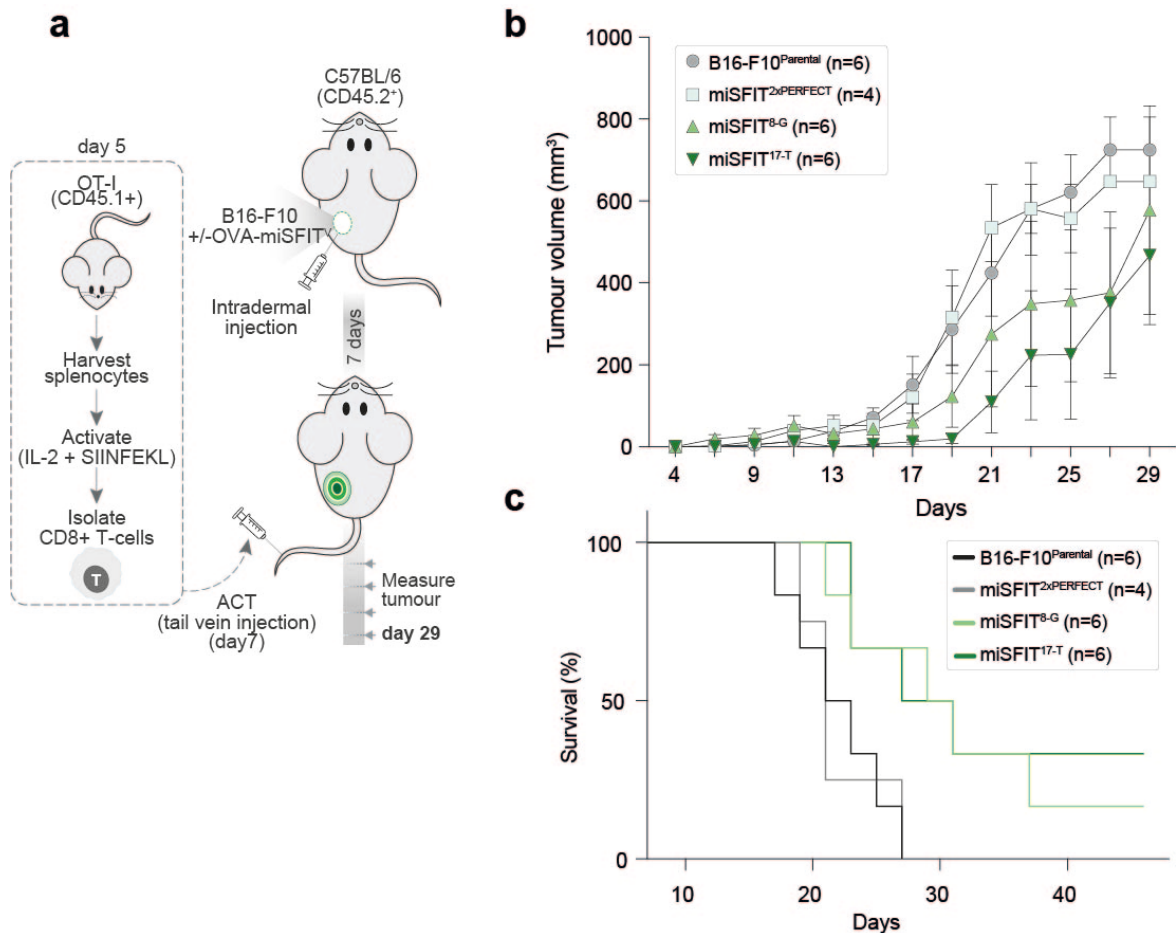 a
day 5
OT-I
(CD45.1+)
Harvest
splenocytes
Activate
(IL-2 + SIINFEKL)
Isolate
CD8+ T-cells
T
C57BL/6
(CD45.2⁺)
B16-F10
+/-OVA-miSFIT
Intradermal
injection
7 days
ACT
(tail vein injection)
(day7)
Measure
tumour
day 29
b
Tumour volume (mm³)
1000
800
600
400
200
0
B16-F10ᴾᵃʳᵉⁿᵗᵃˡ (n=6)
miSFIT²ˣᴾᴱᴿᶠᴱᶜᵀ (n=4)
miSFIT⁸⁻ᴳ (n=6)
miSFIT¹⁷⁻ᵀ (n=6)
4 9 13 17 21 25 29
Days
c
Survival (%)
100
50
0
B16-F10ᴾᵃʳᵉⁿᵗᵃˡ (n=6)
miSFIT²ˣᴾᴱᴿᶠᴱᶜᵀ (n=4)
miSFIT⁸⁻ᴳ (n=6)
miSFIT¹⁷⁻ᵀ (n=6)
10 20 30 40
Days